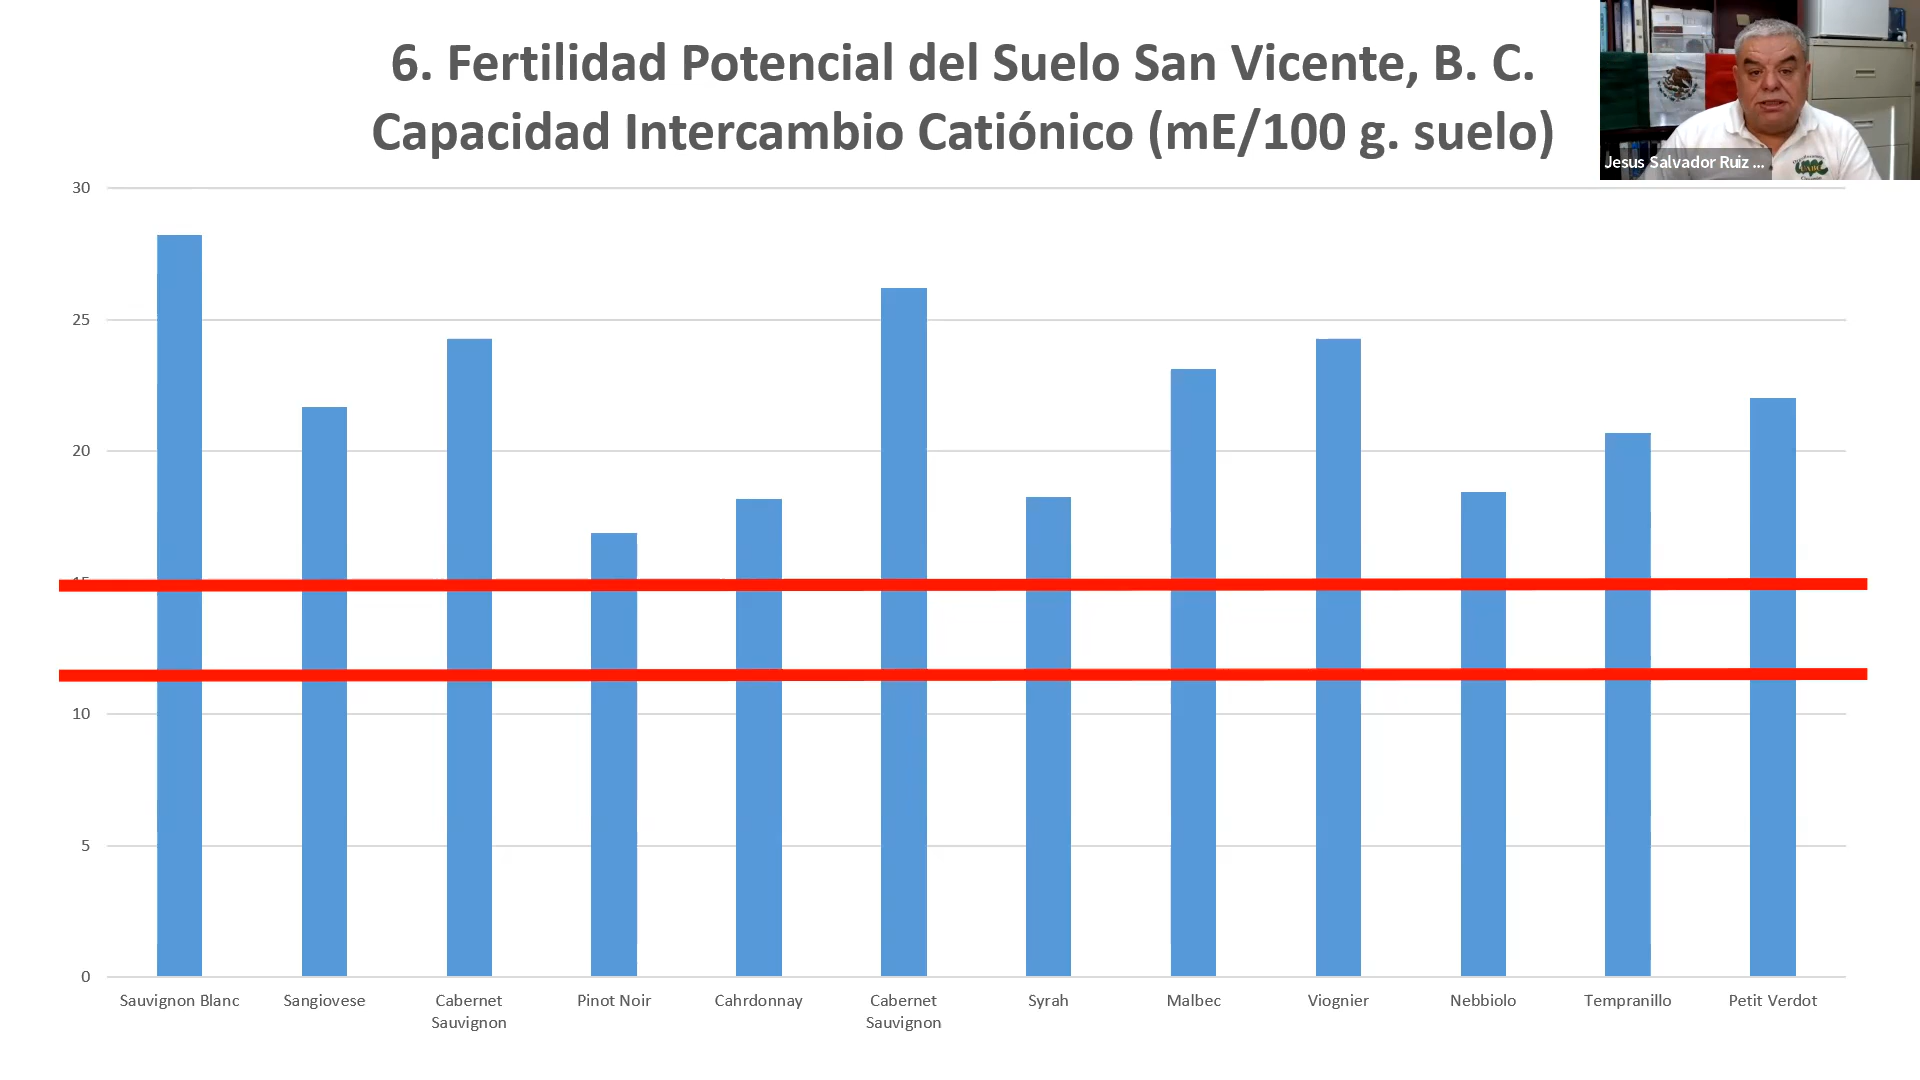 6. Fertilidad Potencial del Suelo San Vicente, B. C.
Capacidad Intercambio Catiónico (mE/100 g. suelo)
Jesus Salvador Ruiz ...
30
25
20
10
5
0
Sauvignon Blanc
Sangiovese
Cabernet
Sauvignon
Pinot Noir
Cahrdonnay
Cabernet
Sauvignon
Syrah
Malbec
Viognier
Nebbiolo
Tempranillo
Petit Verdot